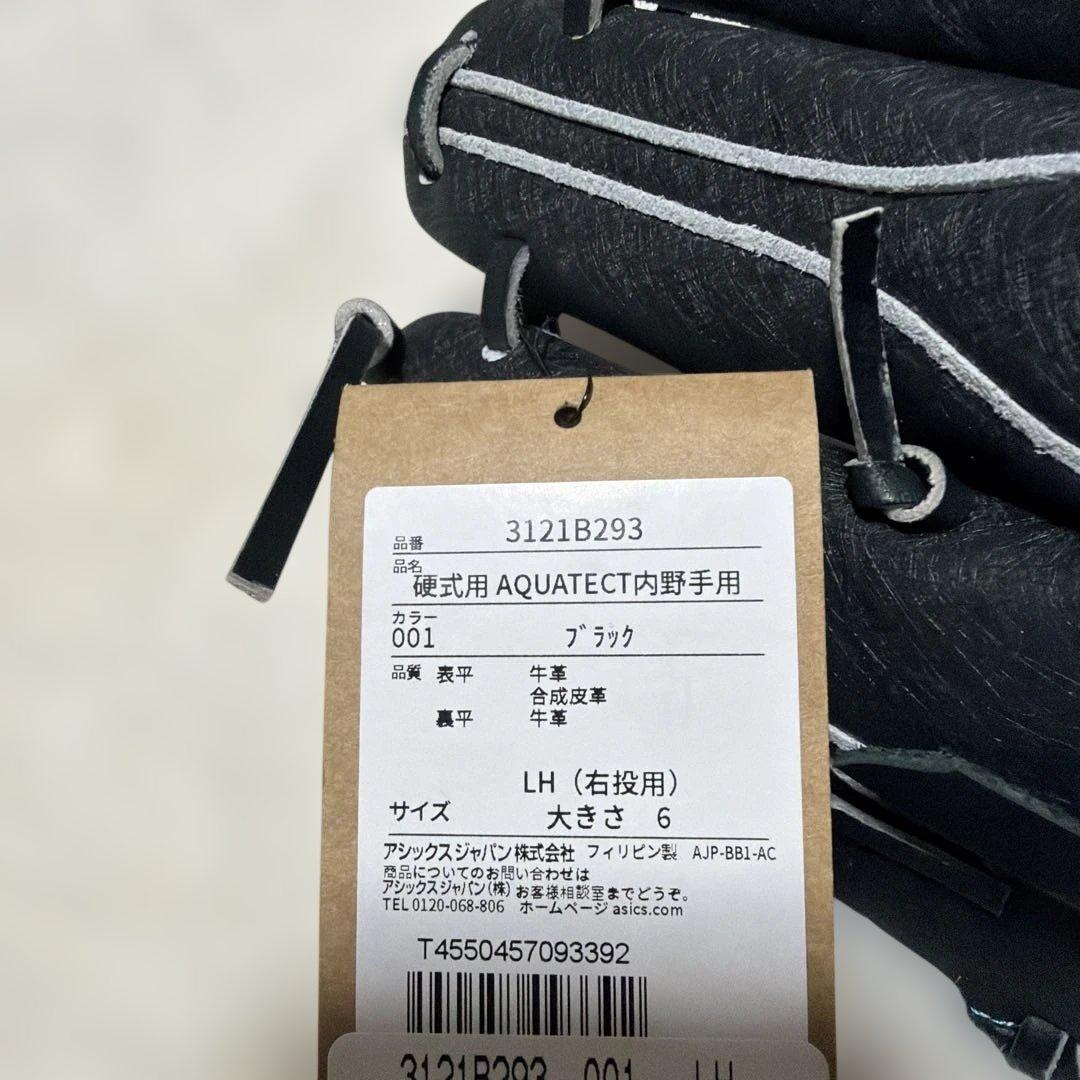 品番 3121B293
品名
硬式用 AQUATECT内野手用
カラー
001 ブラック
品質 表平 牛革
合成皮革
裏平 牛革
LH（右投用）
サイズ 大きさ 6
アシックスジャパン株式会社 フィリピン製 AJP-BB1-AC
商品についてのお問い合わせは
アシックスジャパン(株) お客様相談室までどうぞ。
TEL 0120-068-806 ホームページ asics.com
T4550457093392
3121B293 001 LH